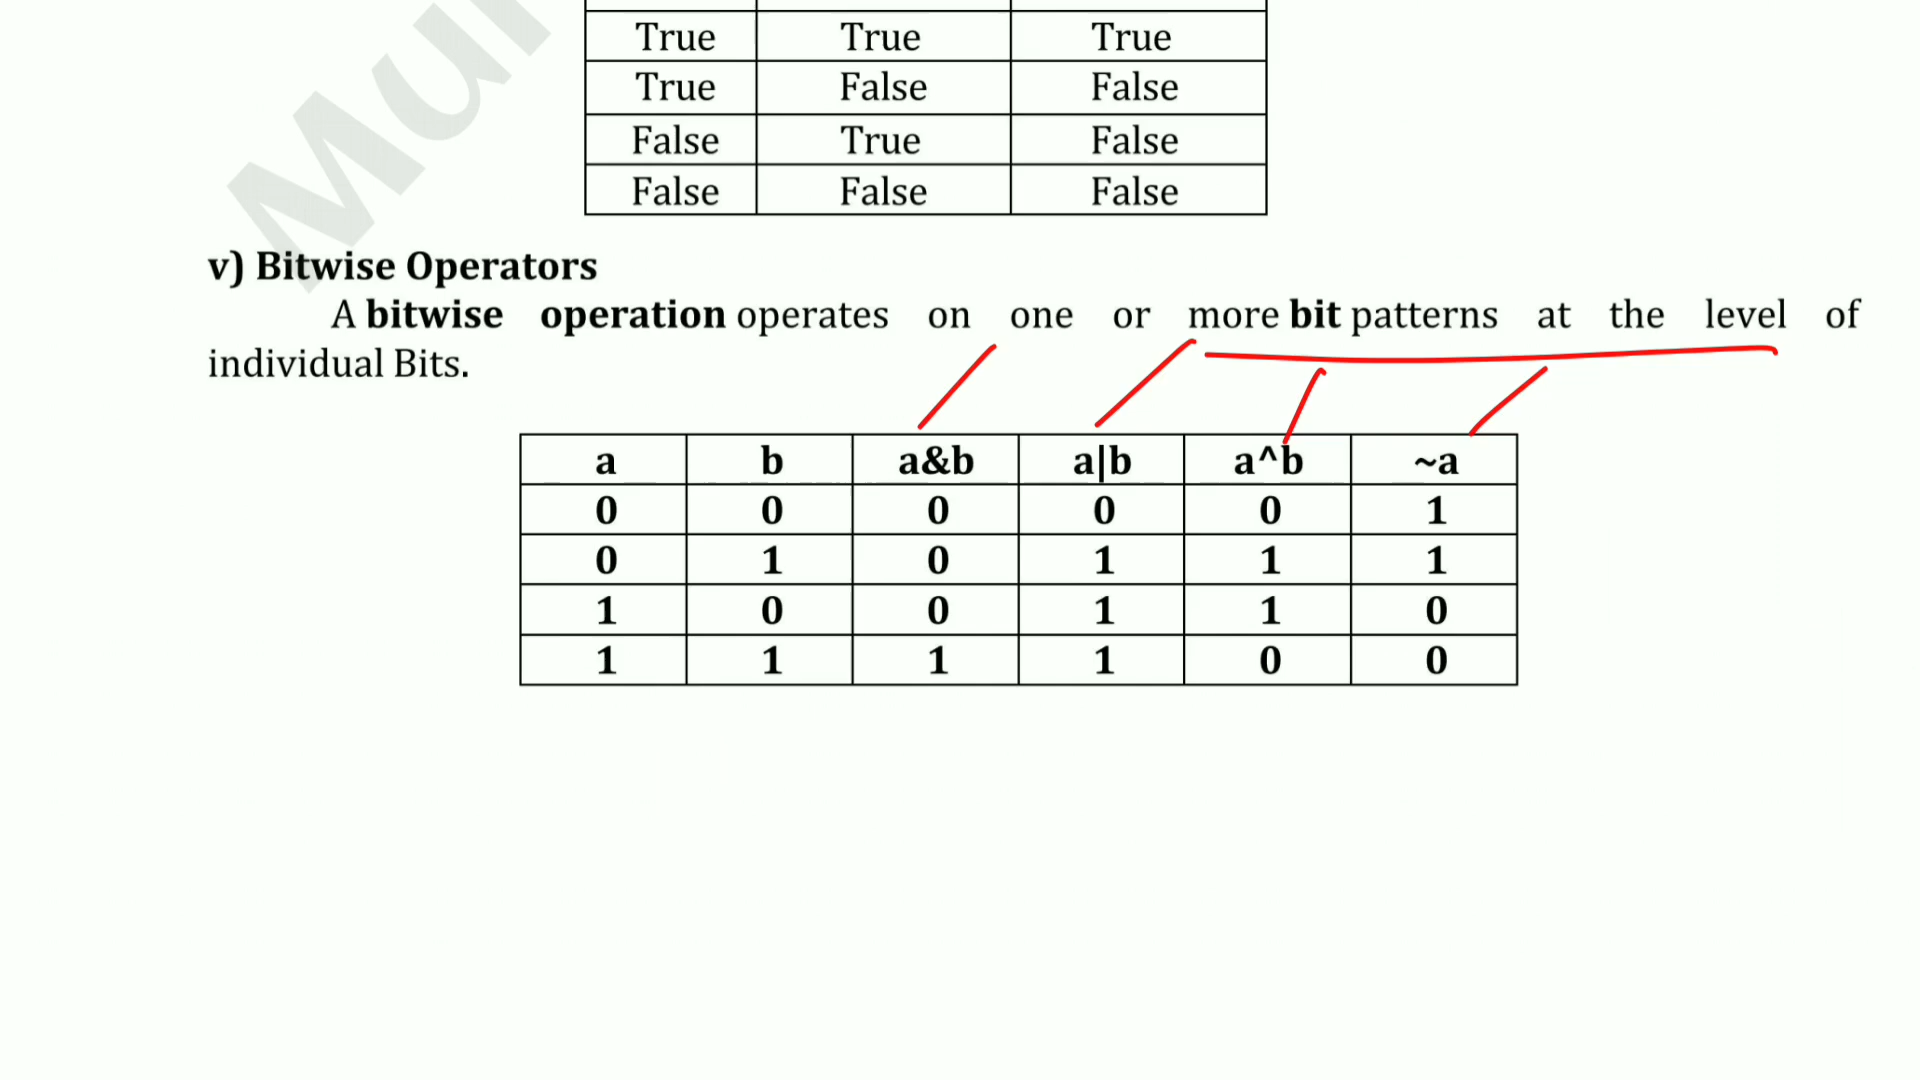 True True True
True False False
False True False
False False False
v) Bitwise Operators
A bitwise operation operates on one or more bit patterns at the level of
individual Bits.
a b a&b a|b a^b ~a
0 0 0 0 0 1
0 1 0 1 1 1
1 0 0 1 1 0
1 1 1 1 0 0